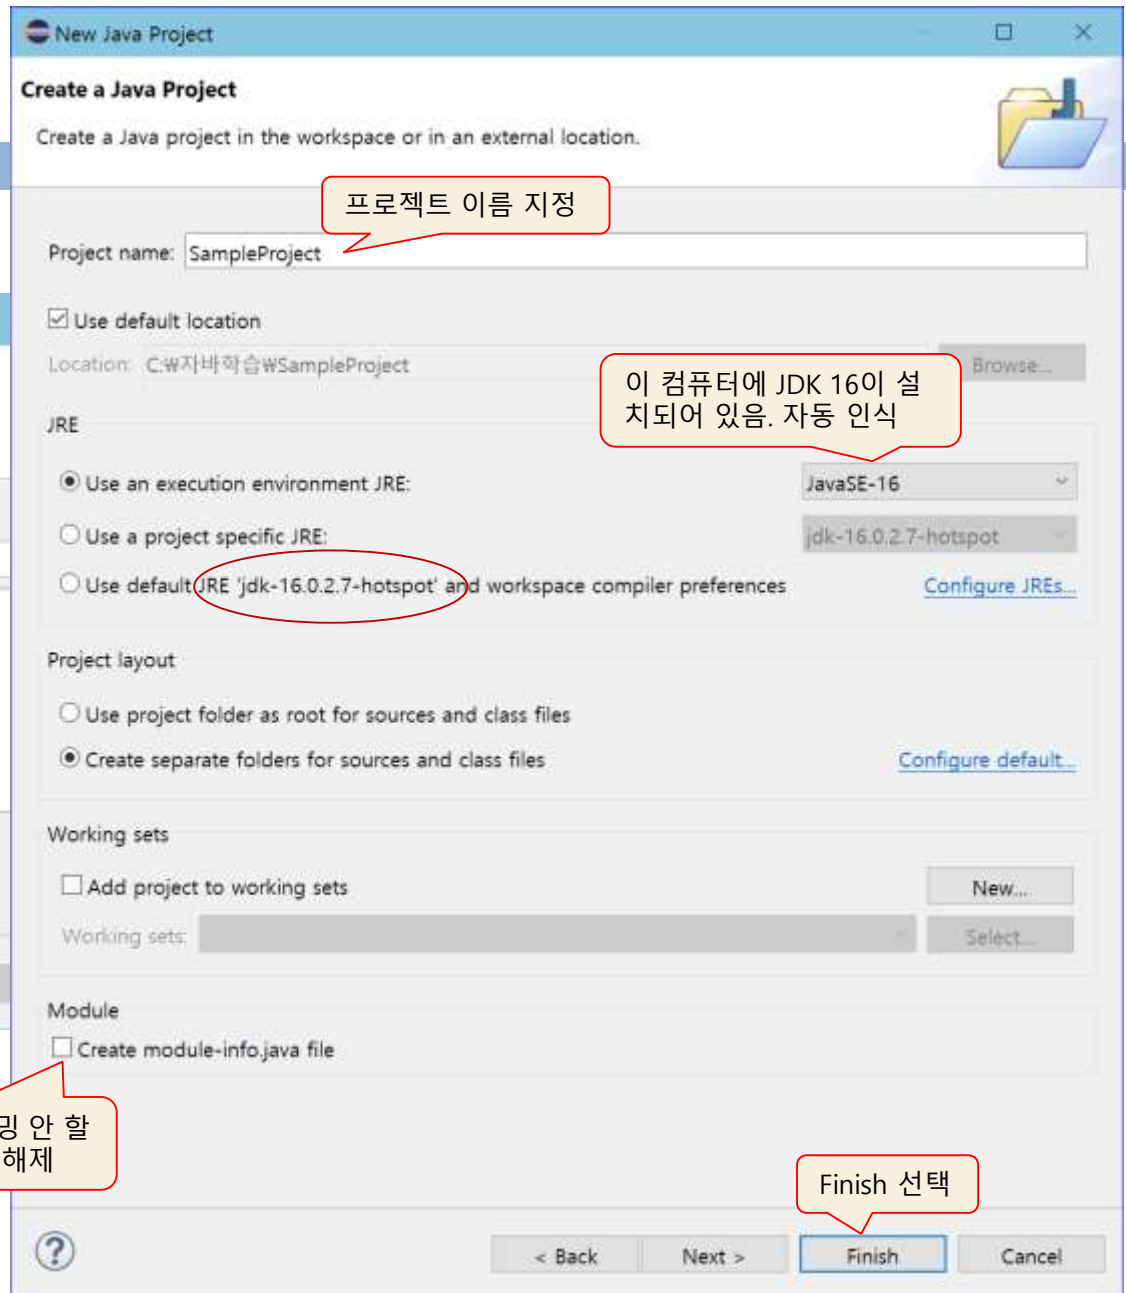 New Java Project
Create a Java Project
Create a Java project in the workspace or in an external location.
프로젝트 이름 지정
Project name: SampleProject
Use default location
Location: C:₩자바학습₩SampleProject
Browse...
이 컴퓨터에 JDK 16이 설
치되어 있음. 자동 인식
JRE
Use an execution environment JRE:
JavaSE-16
Use a project specific JRE:
jdk-16.0.2.7-hotspot
Use default JRE 'jdk-16.0.2.7-hotspot' and workspace compiler preferences
Configure JREs...
Project layout
Use project folder as root for sources and class files
Create separate folders for sources and class files
Configure default...
Working sets
Add project to working sets
New...
Working sets:
Select...
Module
Create module-info.java file
밍 안 할
해제
Finish 선택
?
< Back
Next >
Finish
Cancel